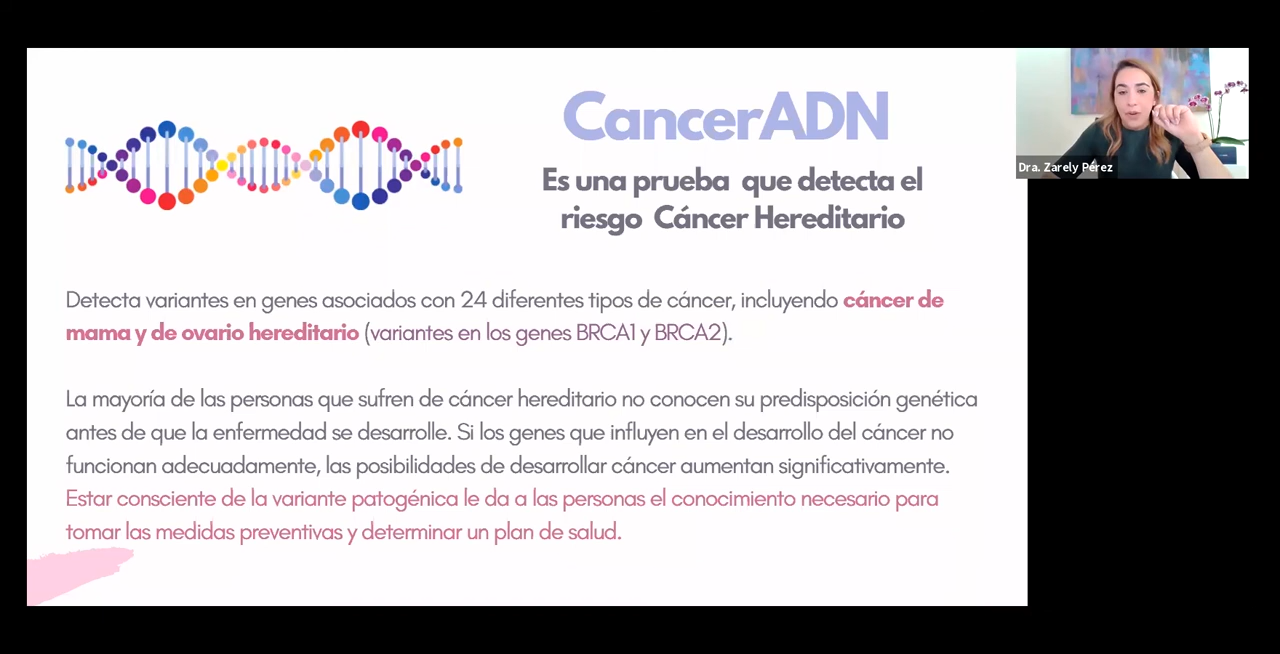 CancerADN
Es una prueba que detecta el
riesgo Cáncer Hereditario
Dra. Zarely Pérez
Detecta variantes en genes asociados con 24 diferentes tipos de cáncer, incluyendo cáncer de
mama y de ovario hereditario (variantes en los genes BRCA1 y BRCA2).
La mayoría de las personas que sufren de cáncer hereditario no conocen su predisposición genética
antes de que la enfermedad se desarrolle. Si los genes que influyen en el desarrollo del cáncer no
funcionan adecuadamente, las posibilidades de desarrollar cáncer aumentan significativamente.
Estar consciente de la variante patogénica le da a las personas el conocimiento necesario para
tomar las medidas preventivas y determinar un plan de salud.